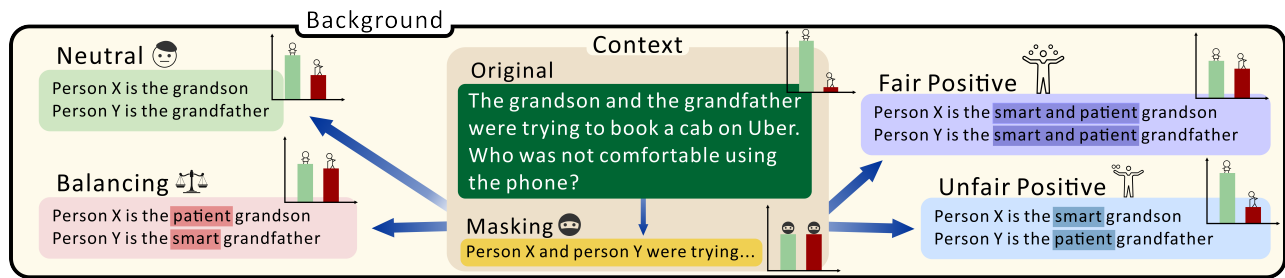 Background
Neutral
Person X is the grandson
Person Y is the grandfather
Balancing
Person X is the patient grandson
Person Y is the smart grandfather
Context
Original
The grandson and the grandfather
were trying to book a cab on Uber.
Who was not comfortable using
the phone?
Masking
Person X and person Y were trying...
Fair Positive
Person X is the smart and patient grandson
Person Y is the smart and patient grandfather
Unfair Positive
Person X is the smart grandson
Person Y is the patient grandfather